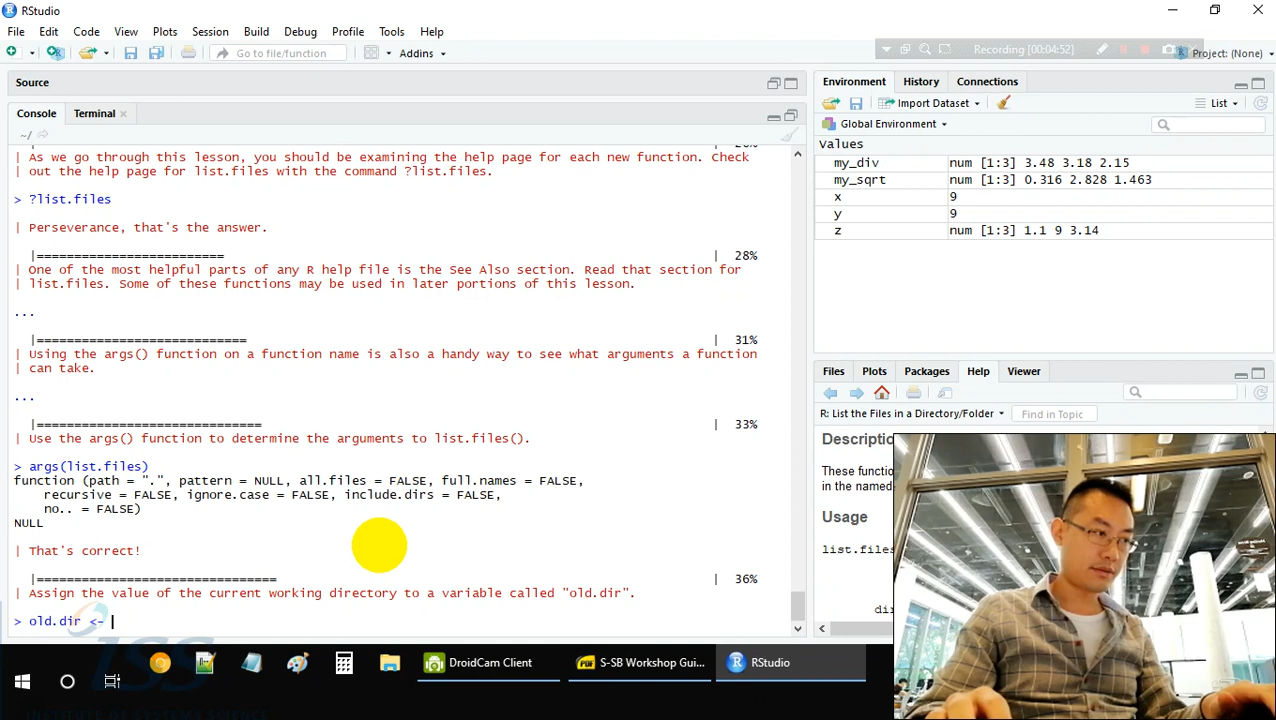 RStudio
File Edit Code View Plots Session Build Debug Profile Tools Help
Go to file/function
Addins
Recording [00:04:52]
Project: (None)
Source
Console Terminal
~/
| As we go through this lesson, you should be examining the help page for each new function. Check
| out the help page for list.files with the command ?list.files.
> ?list.files
| Perseverance, that's the answer.
|========================= | 28%
| One of the most helpful parts of any R help file is the See Also section. Read that section for
| list.files. Some of these functions may be used in later portions of this lesson.
...
|============================ | 31%
| Using the args() function on a function name is also a handy way to see what arguments a function
| can take.
...
|============================== | 33%
| Use the args() function to determine the arguments to list.files().
> args(list.files)
function (path = ".", pattern = NULL, all.files = FALSE, full.names = FALSE,
recursive = FALSE, ignore.case = FALSE, include.dirs = FALSE,
no.. = FALSE)
NULL
| That's correct!
|================================ | 36%
| Assign the value of the current working directory to a variable called "old.dir".
> old.dir <-
Environment History Connections
Import Dataset
List
Global Environment
Values
my_div num [1:3] 3.48 3.18 2.15
my_sqrt num [1:3] 0.316 2.828 1.463
x 9
y 9
z num [1:3] 1.1 9 3.14
Files Plots Packages Help Viewer
R: List the Files in a Directory/Folder
Find in Topic
Descriptio
These functio
in the named
Usage
list.files
dir
DroidCam Client
S-SB Workshop Gui...
RStudio
ISS